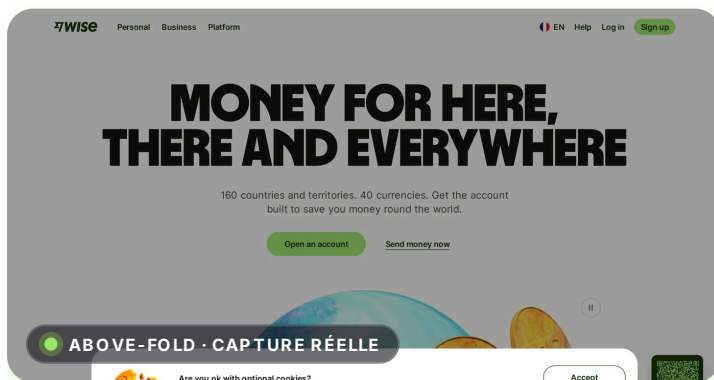 WISE
Personal Business Platform
EN Help Log in Sign up
MONEY FOR HERE,
THERE AND EVERYWHERE
160 countries and territories. 40 currencies. Get the account
built to save you money round the world.
Open an account Send money now
ABOVE-FOLD · CAPTURE RÉELLE
Are you ok with optional cookies?
Accept